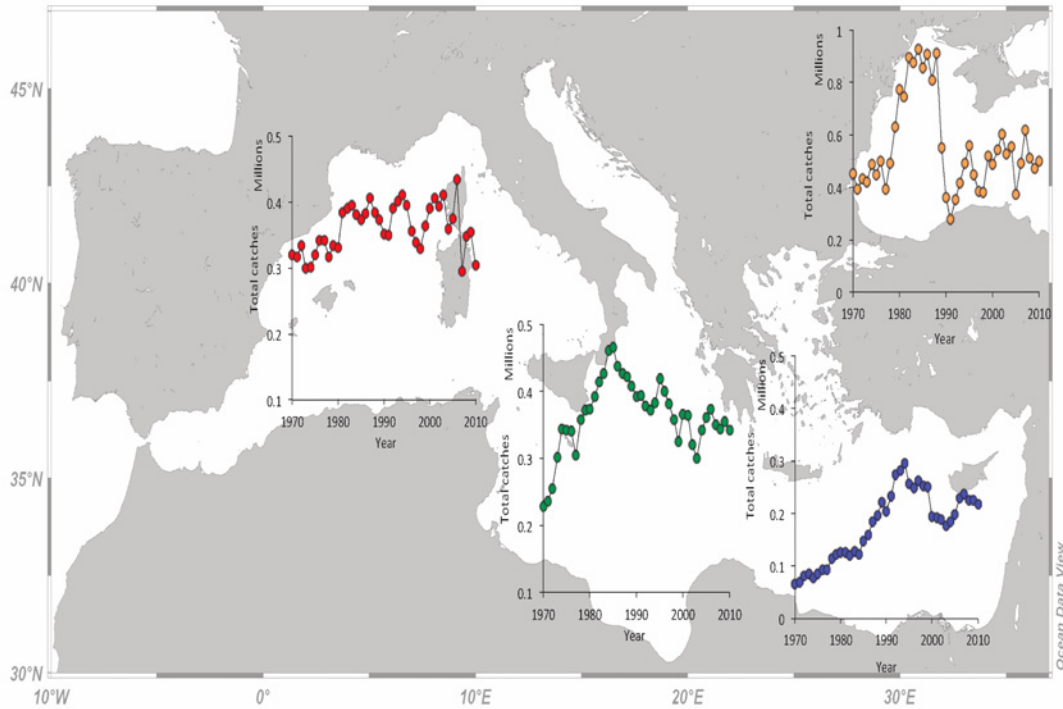 45°N
40°N
35°N
30°N
10°W
0°
10°E
20°E
30°E
Ocean Data View
Total catches
Millions
0.5
0.4
0.3
0.2
0.1
1970
1980
1990
2000
2010
Year
Total catches
Millions
0.5
0.4
0.3
0.2
0.1
1970
1980
1990
2000
2010
Year
Total catches
Millions
1
0.8
0.6
0.4
0.2
0
1970
1980
1990
2000
2010
Year
Total catches
Millions
0.5
0.4
0.3
0.2
0.1
0
1970
1980
1990
2000
2010
Year